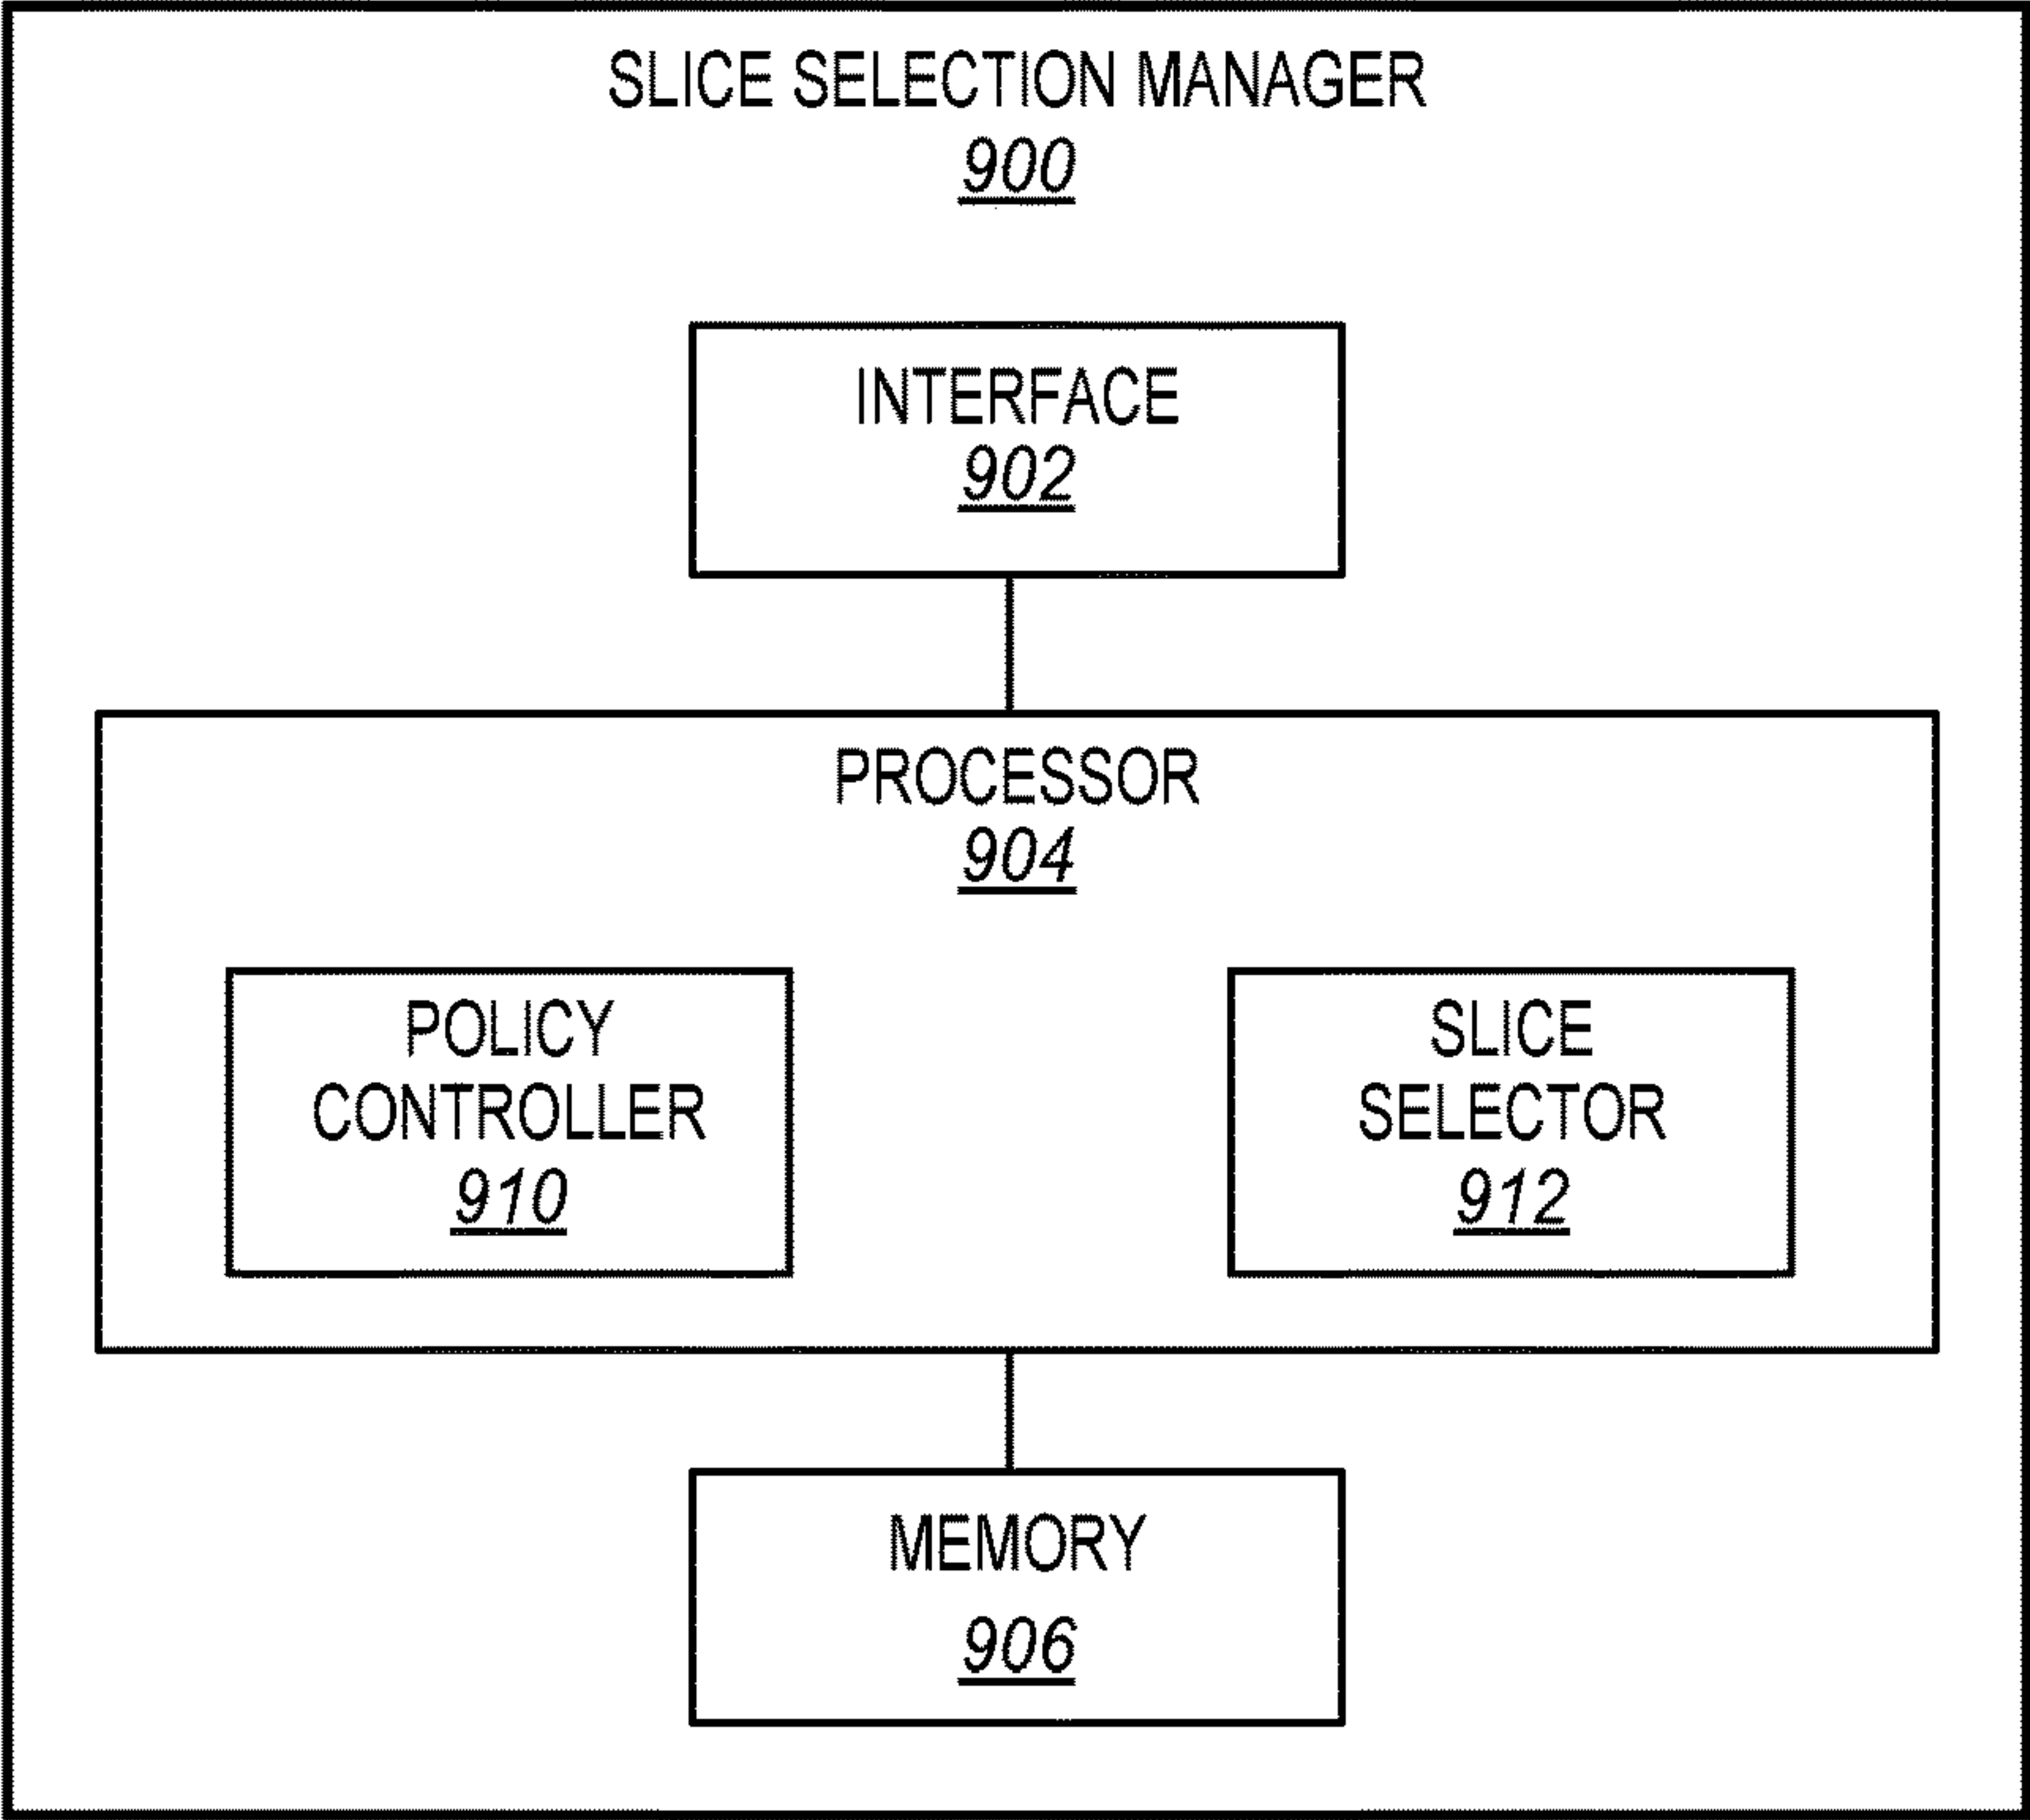 SLICE SELECTION MANAGER
900
INTERFACE
902
PROCESSOR
904
POLICY
CONTROLLER
910
SLICE
SELECTOR
912
MEMORY
906